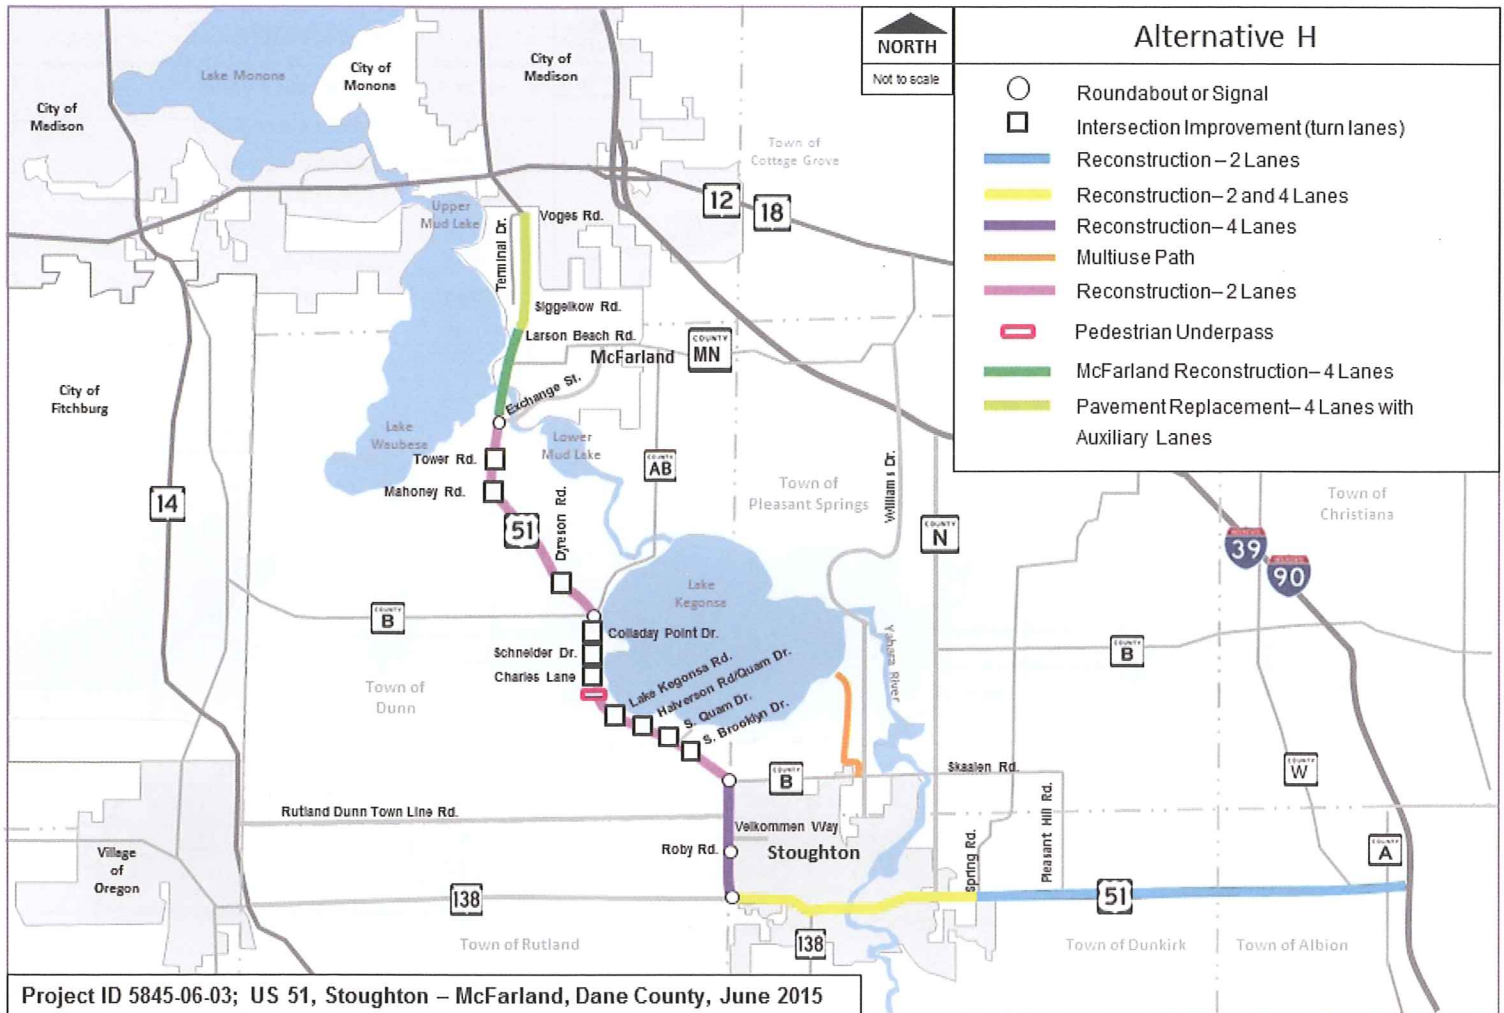 Alternative H
NORTH
Not to scale
Roundabout or Signal
Intersection Improvement (turn lanes)
Reconstruction – 2 Lanes
Reconstruction– 2 and 4 Lanes
Reconstruction– 4 Lanes
Multiuse Path
Reconstruction– 2 Lanes
Pedestrian Underpass
McFarland Reconstruction– 4 Lanes
Pavement Replacement– 4 Lanes with
Auxiliary Lanes
Lake Monona
City of
Monona
City of
Madison
City of
Madison
Town of
Cottage Grove
12
18
Upper
Mud Lake
Voges Rd.
Terminal Dr.
Siggelkow Rd.
Larson Beach Rd.
McFarland
COUNTY
MN
Exchange St.
City of
Fitchburg
Lake
Waubesa
Lower
Mud Lake
Tower Rd.
COUNTY
AB
Mahoney Rd.
Town of
Pleasant Springs
Williams Dr.
Town of
Christiana
14
51
Dyreson Rd.
COUNTY
N
39
90
Lake
Kegonsa
COUNTY
B
Colladay Point Dr.
Schneider Dr.
Charles Lane
Yahara River
COUNTY
B
Lake Kegonsa Rd.
Halverson Rd/Quam Dr.
S. Quam Dr.
S. Brooklyn Dr.
Town of
Dunn
COUNTY
B
Skaalen Rd.
COUNTY
W
Rutland Dunn Town Line Rd.
Velkommen Way
Pleasant Hill Rd.
Roby Rd.
Stoughton
Spring Rd.
COUNTY
A
Village
of
Oregon
138
51
138
Town of Rutland
Town of Dunkirk
Town of Albion
Project ID 5845-06-03; US 51, Stoughton – McFarland, Dane County, June 2015